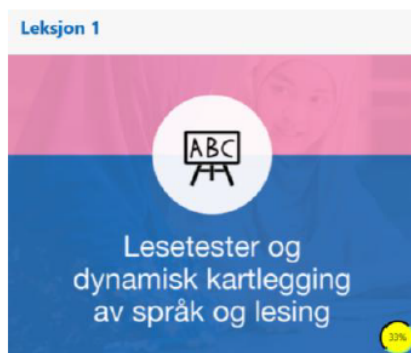 Leksjon 1
ABC
Lesetester og
dynamisk kartlegging
av språk og lesing
33%